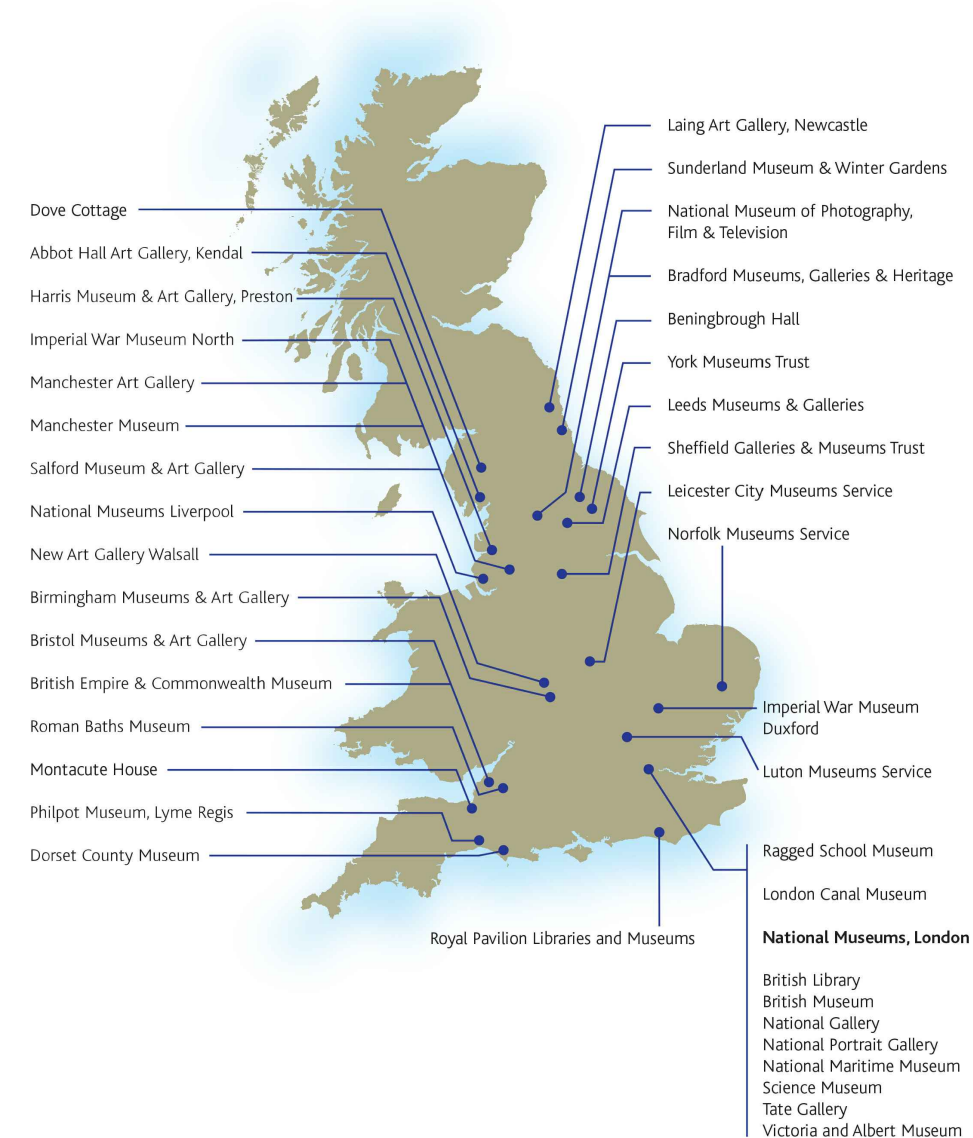 Dove Cottage
Abbot Hall Art Gallery, Kendal
Harris Museum & Art Gallery, Preston
Imperial War Museum North
Manchester Art Gallery
Manchester Museum
Salford Museum & Art Gallery
National Museums Liverpool
New Art Gallery Walsall
Birmingham Museums & Art Gallery
Bristol Museums & Art Gallery
British Empire & Commonwealth Museum
Roman Baths Museum
Montacute House
Philpot Museum, Lyme Regis
Dorset County Museum
Laing Art Gallery, Newcastle
Sunderland Museum & Winter Gardens
National Museum of Photography,
Film & Television
Bradford Museums, Galleries & Heritage
Beningbrough Hall
York Museums Trust
Leeds Museums & Galleries
Sheffield Galleries & Museums Trust
Leicester City Museums Service
Norfolk Museums Service
Imperial War Museum
Duxford
Luton Museums Service
Royal Pavilion Libraries and Museums
Ragged School Museum
London Canal Museum
National Museums, London
British Library
British Museum
National Gallery
National Portrait Gallery
National Maritime Museum
Science Museum
Tate Gallery
Victoria and Albert Museum